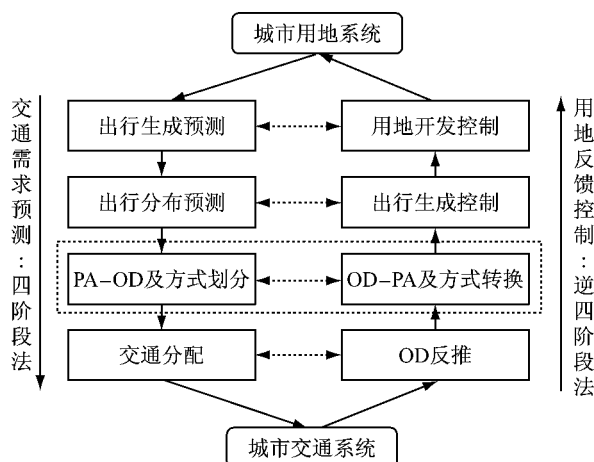 城市用地系统
交通需求预测：四阶段法
出行生成预测
用地开发控制
出行分布预测
出行生成控制
PA-OD及方式划分
OD-PA及方式转换
交通分配
OD反推
城市交通系统
用地反馈控制：逆四阶段法